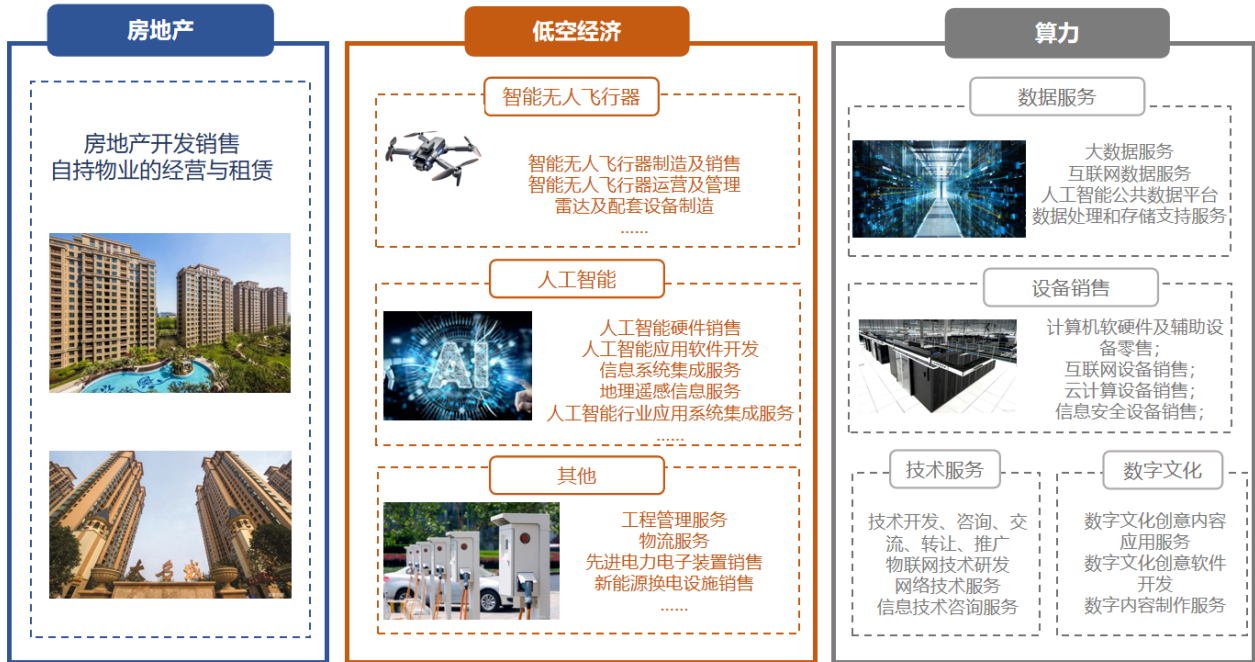 房地产
房地产开发销售
自持物业的经营与租赁
低空经济
智能无人飞行器
智能无人飞行器制造及销售
智能无人飞行器运营及管理
雷达及配套设备制造
......
人工智能
AI
人工智能硬件销售
人工智能应用软件开发
信息系统集成服务
地理遥感信息服务
人工智能行业应用系统集成服务
......
其他
工程管理服务
物流服务
先进电力电子装置销售
新能源换电设施销售
......
算力
数据服务
大数据服务
互联网数据服务
人工智能公共数据平台
数据处理和存储支持服务
设备销售
计算机软硬件及辅助设
备零售；
互联网设备销售；
云计算设备销售；
信息安全设备销售；
技术服务
技术开发、咨询、交
流、转让、推广
物联网技术研发
网络技术服务
信息技术咨询服务
数字文化
数字文化创意内容
应用服务
数字文化创意软件
开发
数字内容制作服务